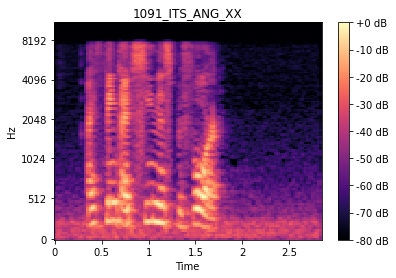 1091_ITS_ANG_XX
+0 dB
8192
-10 dB
4096
-20 dB
-30 dB
2048
Hz
-40 dB
1024
-50 dB
512
-60 dB
-70 dB
0
-80 dB
0
0.5
1
1.5
2
2.5
Time